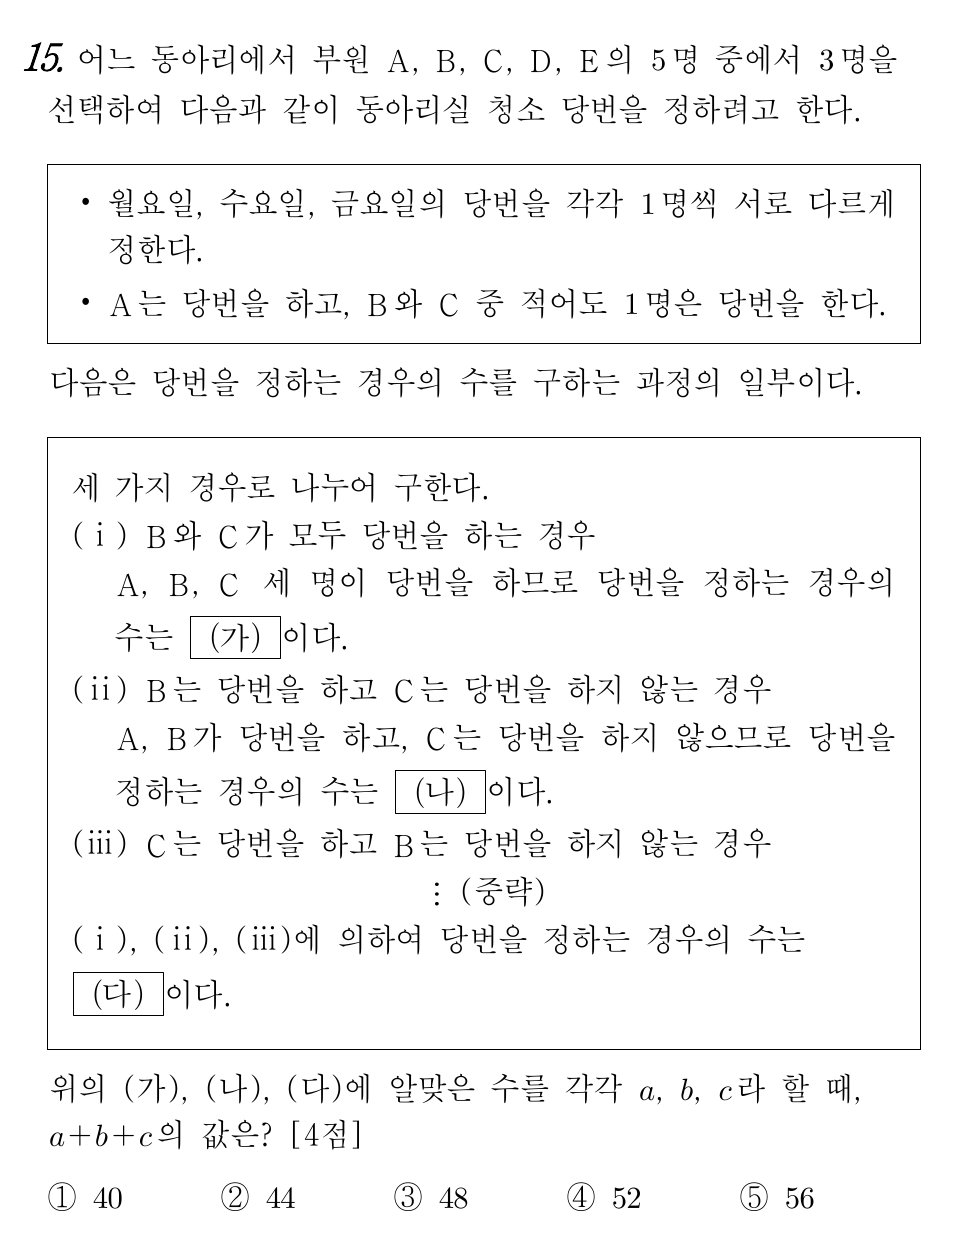 15. 어느 동아리에서 부원 A, B, C, D, E의 5명 중에서 3명을
선택하여 다음과 같이 동아리실 청소 당번을 정하려고 한다.
• 월요일, 수요일, 금요일의 당번을 각각 1명씩 서로 다르게
정한다.
• A는 당번을 하고, B와 C 중 적어도 1명은 당번을 한다.
다음은 당번을 정하는 경우의 수를 구하는 과정의 일부이다.
세 가지 경우로 나누어 구한다.
(ⅰ) B와 C가 모두 당번을 하는 경우
A, B, C 세 명이 당번을 하므로 당번을 정하는 경우의
수는 (가) 이다.
(ⅱ) B는 당번을 하고 C는 당번을 하지 않는 경우
A, B가 당번을 하고, C는 당번을 하지 않으므로 당번을
정하는 경우의 수는 (나) 이다.
(ⅲ) C는 당번을 하고 B는 당번을 하지 않는 경우
⋮ (중략)
(ⅰ), (ⅱ), (ⅲ)에 의하여 당번을 정하는 경우의 수는
(다) 이다.
위의 (가), (나), (다)에 알맞은 수를 각각 a, b, c라 할 때,
a+b+c의 값은? [4점]
① 40 ② 44 ③ 48 ④ 52 ⑤ 56